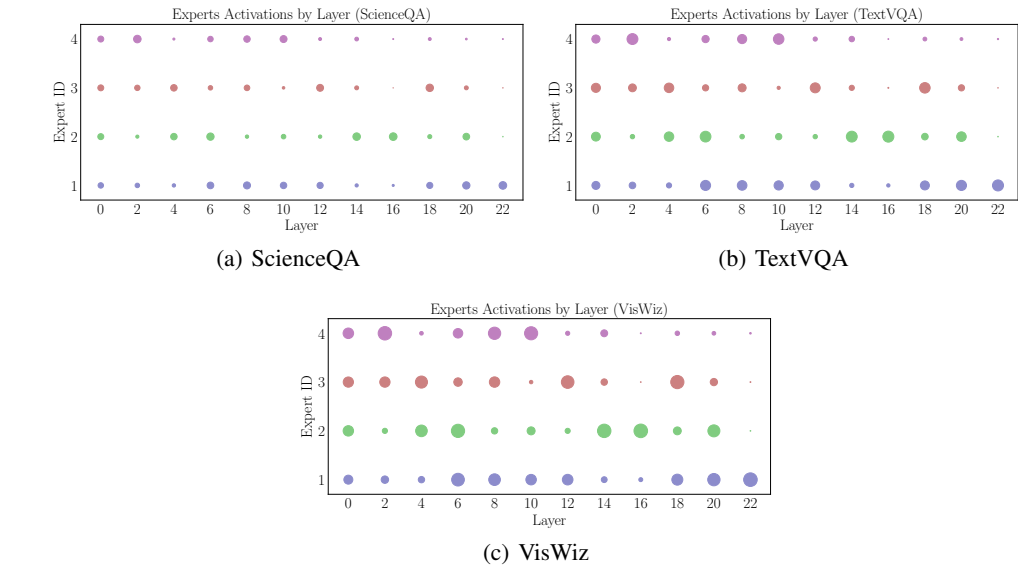 Experts Activations by Layer (ScienceQA)
Expert ID
4
3
2
1
0 2 4 6 8 10 12 14 16 18 20 22
Layer
(a) ScienceQA
Experts Activations by Layer (TextVQA)
Expert ID
4
3
2
1
0 2 4 6 8 10 12 14 16 18 20 22
Layer
(b) TextVQA
Experts Activations by Layer (VisWiz)
Expert ID
4
3
2
1
0 2 4 6 8 10 12 14 16 18 20 22
Layer
(c) VisWiz